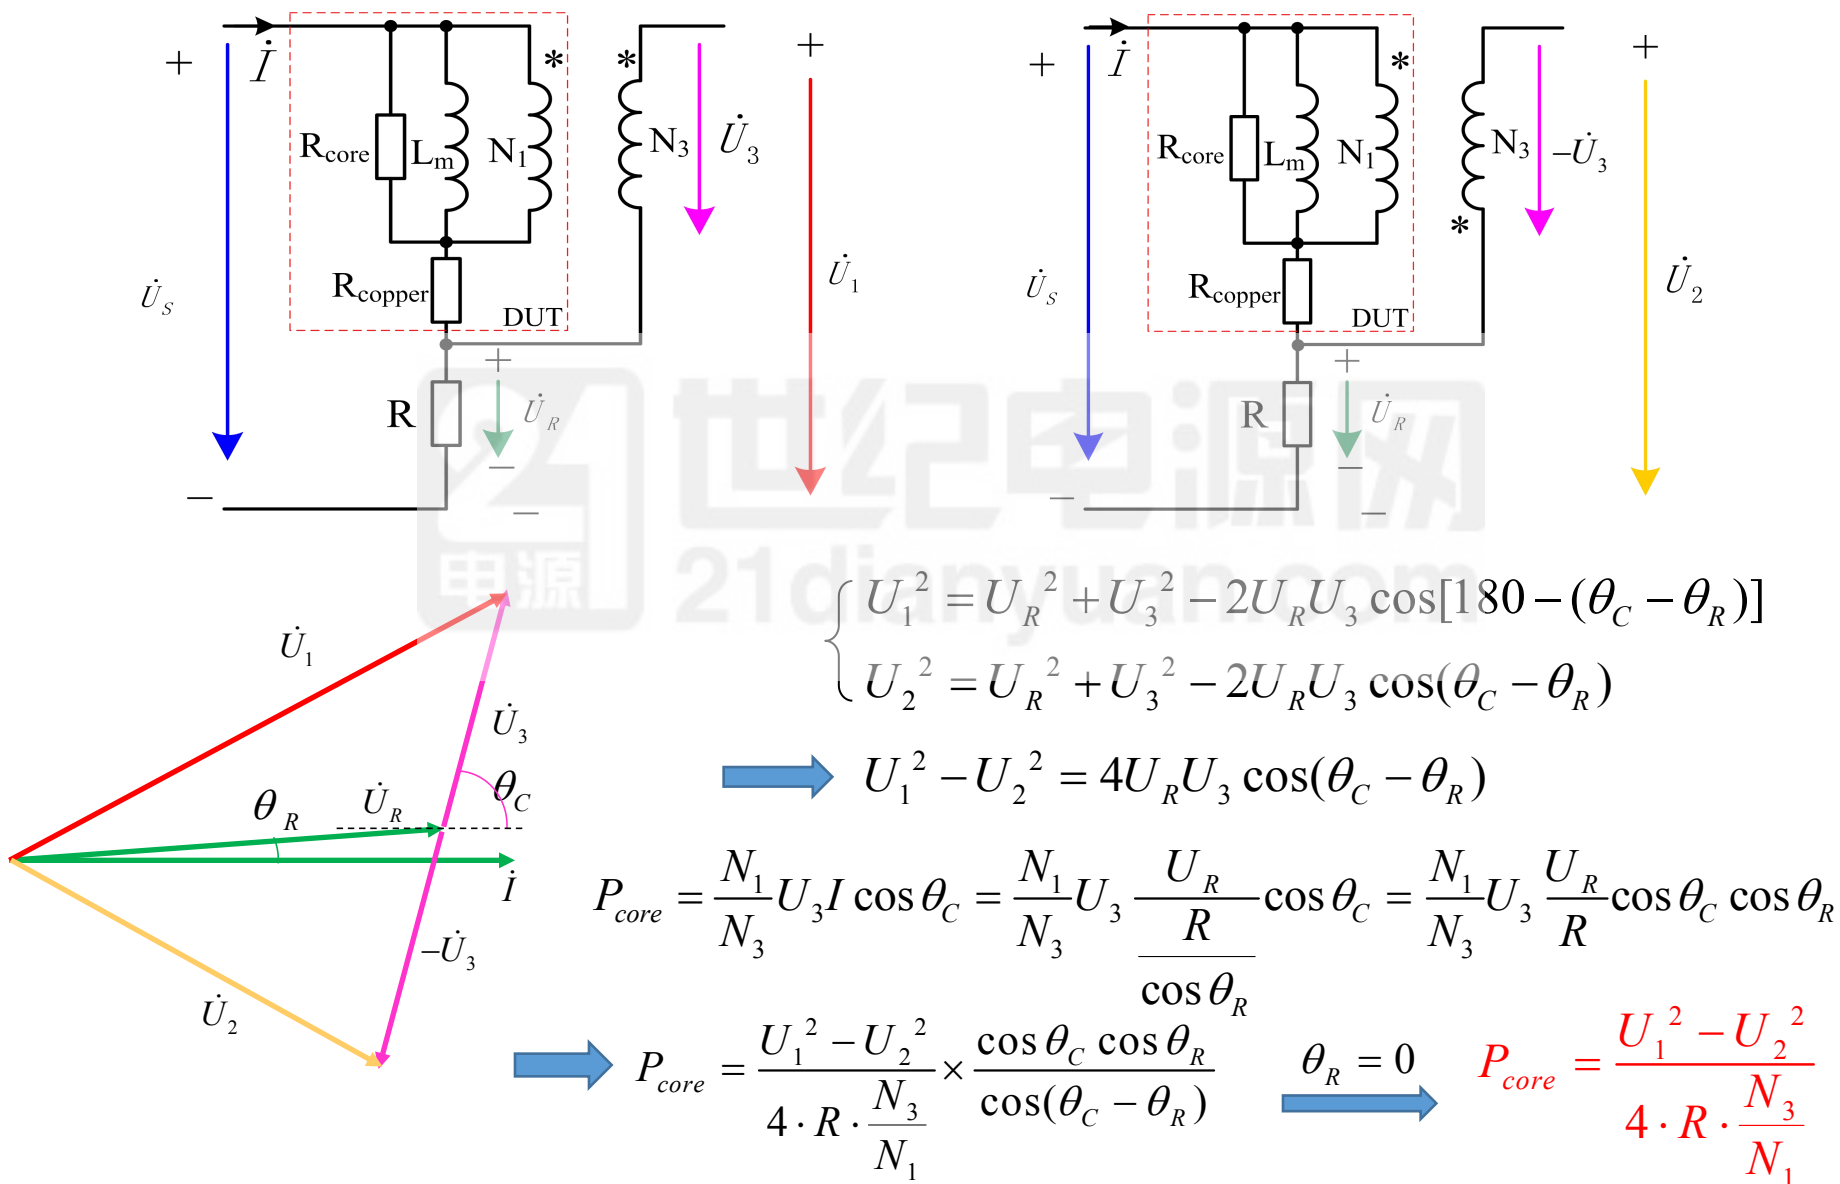 + İ * * + + İ * +
R_core L_m N_1 N_3 U̇_3 R_core L_m N_1 N_3 −U̇_3
*
U̇_S R_copper U̇_1 U̇_S R_copper U̇_2
DUT DUT
+ +
R U̇_R R U̇_R
− − − −
− −
世纪电源网
电源 21dianyuan.com
U_1^2 = U_R^2 + U_3^2 − 2U_R U_3 cos[180 − (θ_C − θ_R)]
U_2^2 = U_R^2 + U_3^2 − 2U_R U_3 cos(θ_C − θ_R)
U_1^2 − U_2^2 = 4U_R U_3 cos(θ_C − θ_R)
U̇_1
U̇_3
θ_R U̇_R θ_C
İ
−U̇_3
U̇_2
P_core = N_1/N_3 U_3 I cos θ_C = N_1/N_3 U_3 U_R/(R/cos θ_R) cos θ_C = N_1/N_3 U_3 U_R/R cos θ_C cos θ_R
P_core = (U_1^2 − U_2^2)/(4 · R · N_3/N_1) × (cos θ_C cos θ_R)/(cos(θ_C − θ_R)) θ_R = 0 P_core = (U_1^2 − U_2^2)/(4 · R · N_3/N_1)